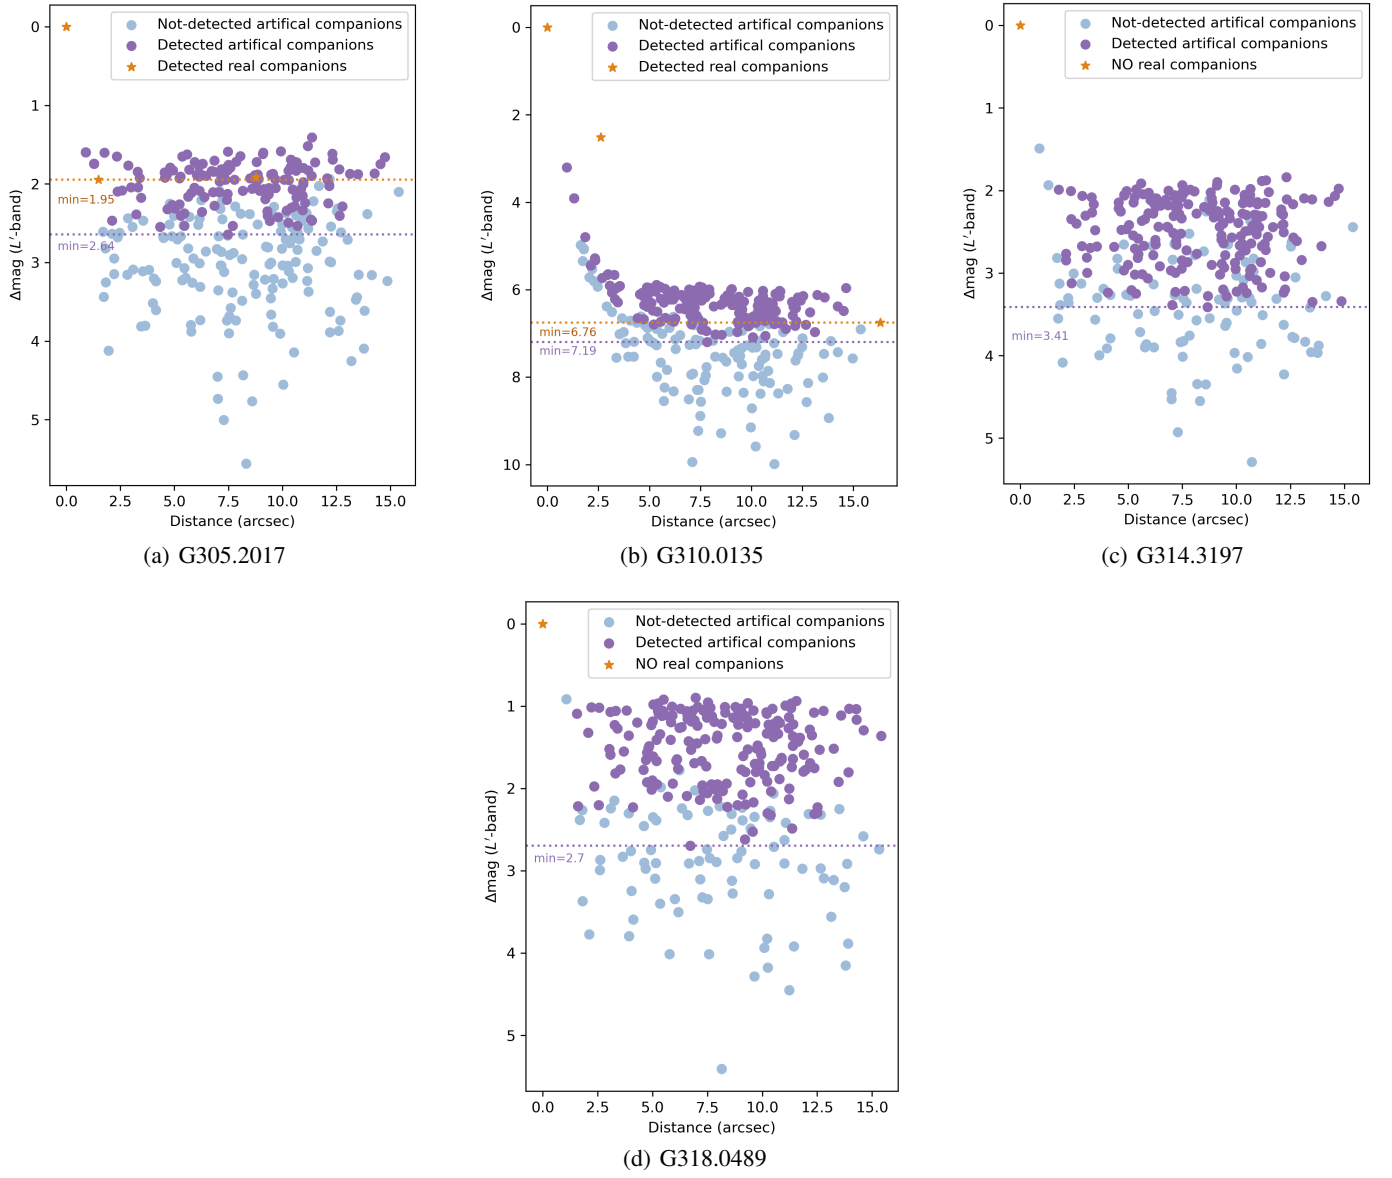 0
1
2
3
4
5
Δmag (L′-band)
Not-detected artifical companions
Detected artifical companions
Detected real companions
min=1.95
min=2.64
0.0 2.5 5.0 7.5 10.0 12.5 15.0
Distance (arcsec)
(a) G305.2017
0
2
4
6
8
10
Δmag (L′-band)
Not-detected artifical companions
Detected artifical companions
Detected real companions
min=6.76
min=7.19
0.0 2.5 5.0 7.5 10.0 12.5 15.0
Distance (arcsec)
(b) G310.0135
0
1
2
3
4
5
Δmag (L′-band)
Not-detected artifical companions
Detected artifical companions
NO real companions
min=3.41
0.0 2.5 5.0 7.5 10.0 12.5 15.0
Distance (arcsec)
(c) G314.3197
0
1
2
3
4
5
Δmag (L′-band)
Not-detected artifical companions
Detected artifical companions
NO real companions
min=2.7
0.0 2.5 5.0 7.5 10.0 12.5 15.0
Distance (arcsec)
(d) G318.0489